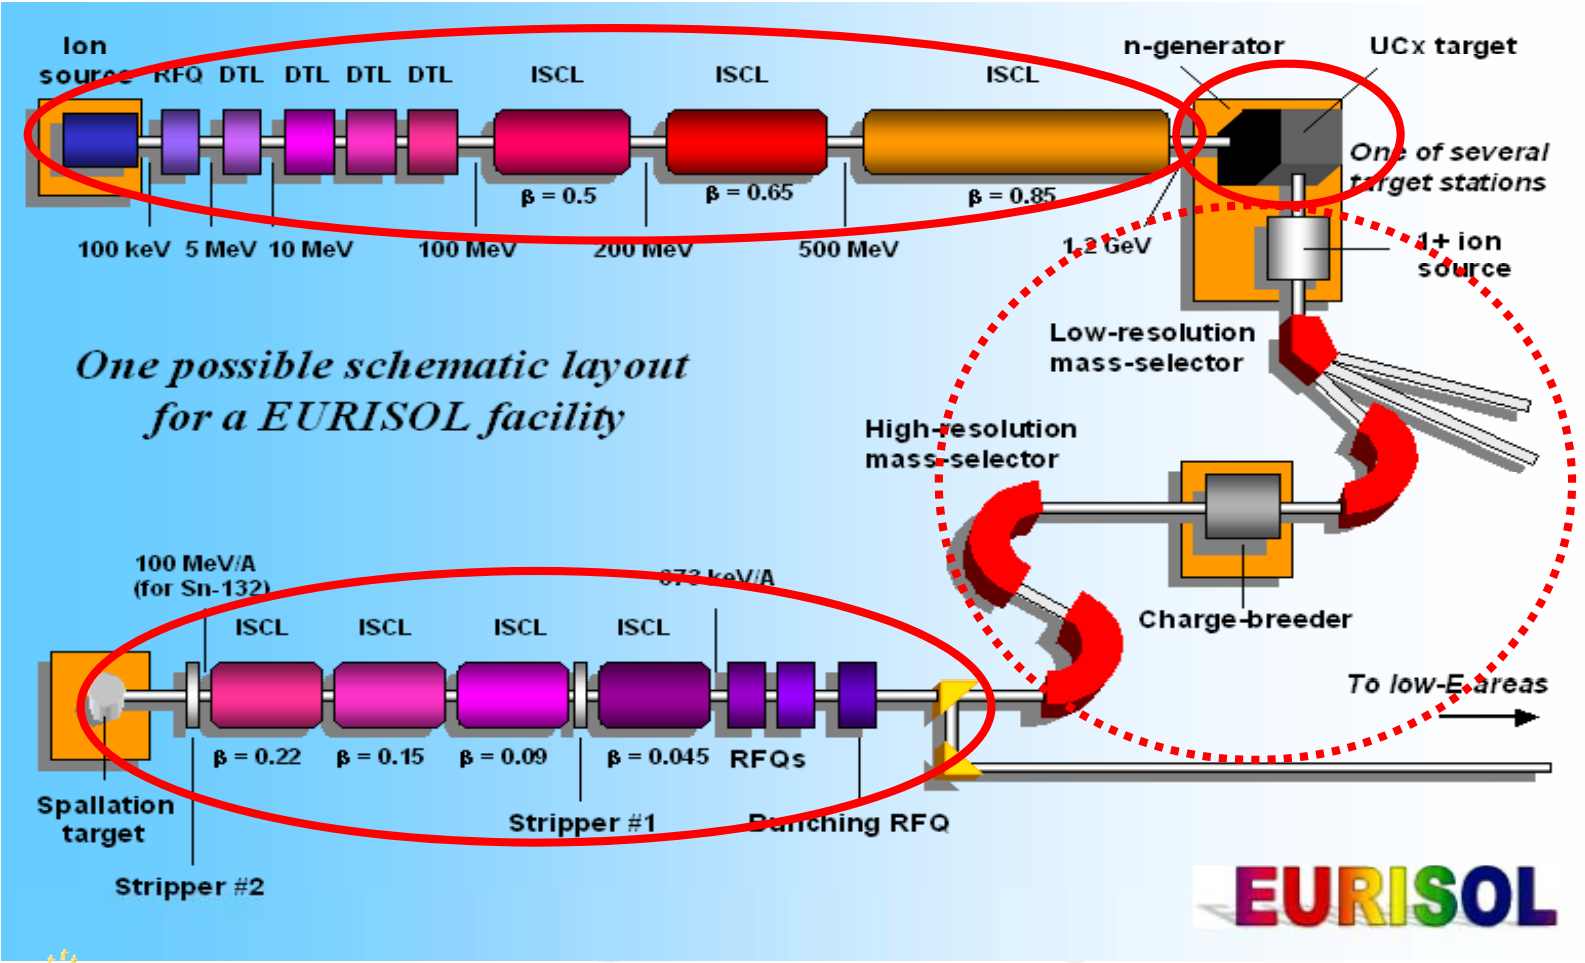 Ion
source
RFQ DTL DTL DTL DTL ISCL ISCL ISCL
n-generator UCx target
β = 0.5 β = 0.65 β = 0.85
One of several
target stations
100 keV 5 MeV 10 MeV 100 MeV 200 MeV 500 MeV 1.2 GeV
1+ ion
source
One possible schematic layout
for a EURISOL facility
Low-resolution
mass-selector
High-resolution
mass-selector
Charge-breeder
To low-E areas
100 MeV/A
(for Sn-132)
keV/A
ISCL ISCL ISCL ISCL
β = 0.22 β = 0.15 β = 0.09 β = 0.045 RFQs
Spallation
target
Stripper #1 Bunching RFQ
Stripper #2
EURISOL